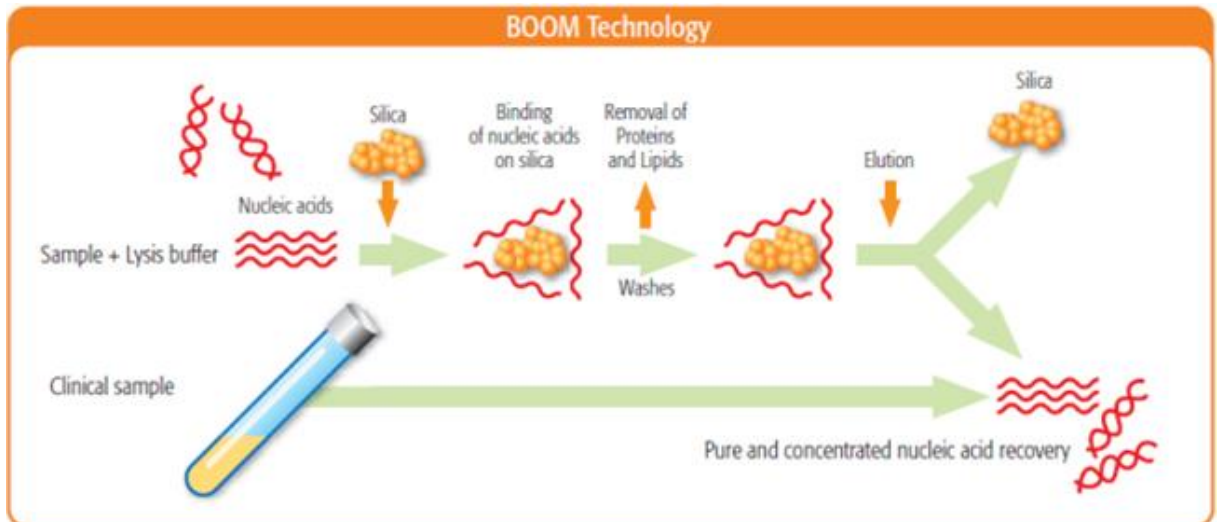 BOOM Technology
Silica
Binding
of nucleic acids
on silica
Removal of
Proteins
and Lipids
Elution
Silica
Nucleic acids
Sample + Lysis buffer
Washes
Clinical sample
Pure and concentrated nucleic acid recovery